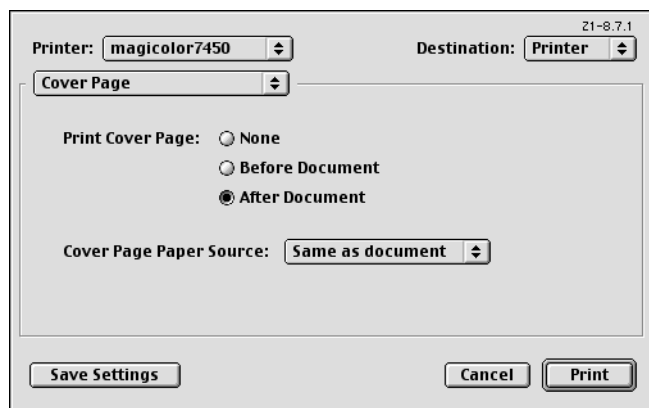 Z1-8.7.1
Printer: magicolor7450 Destination: Printer
Cover Page
Print Cover Page: None
Before Document
After Document
Cover Page Paper Source: Same as document
Save Settings Cancel Print